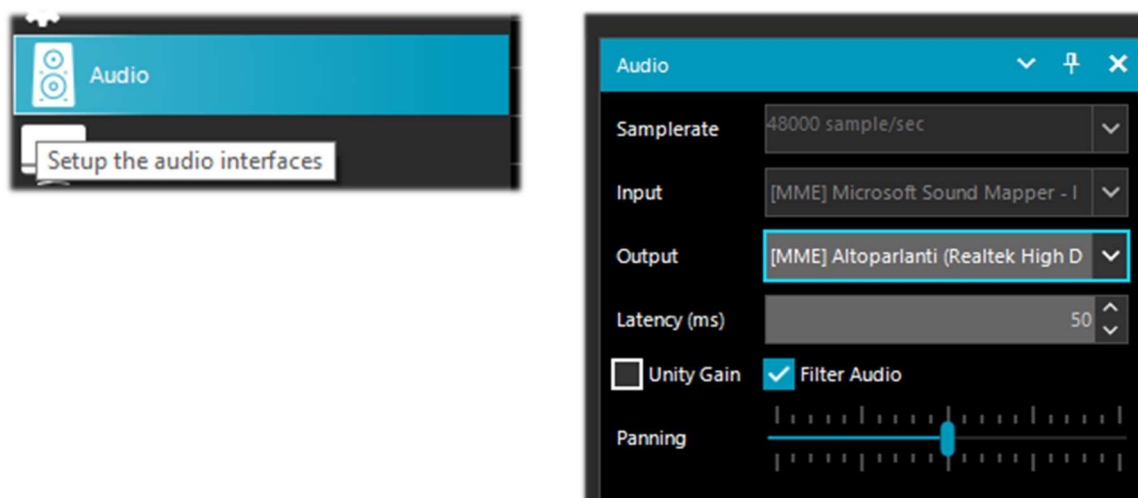 Audio
Setup the audio interfaces
Audio
Samplerate 48000 sample/sec
Input [MME] Microsoft Sound Mapper - I
Output [MME] Altoparlanti (Realtek High D
Latency (ms) 50
Unity Gain Filter Audio
Panning